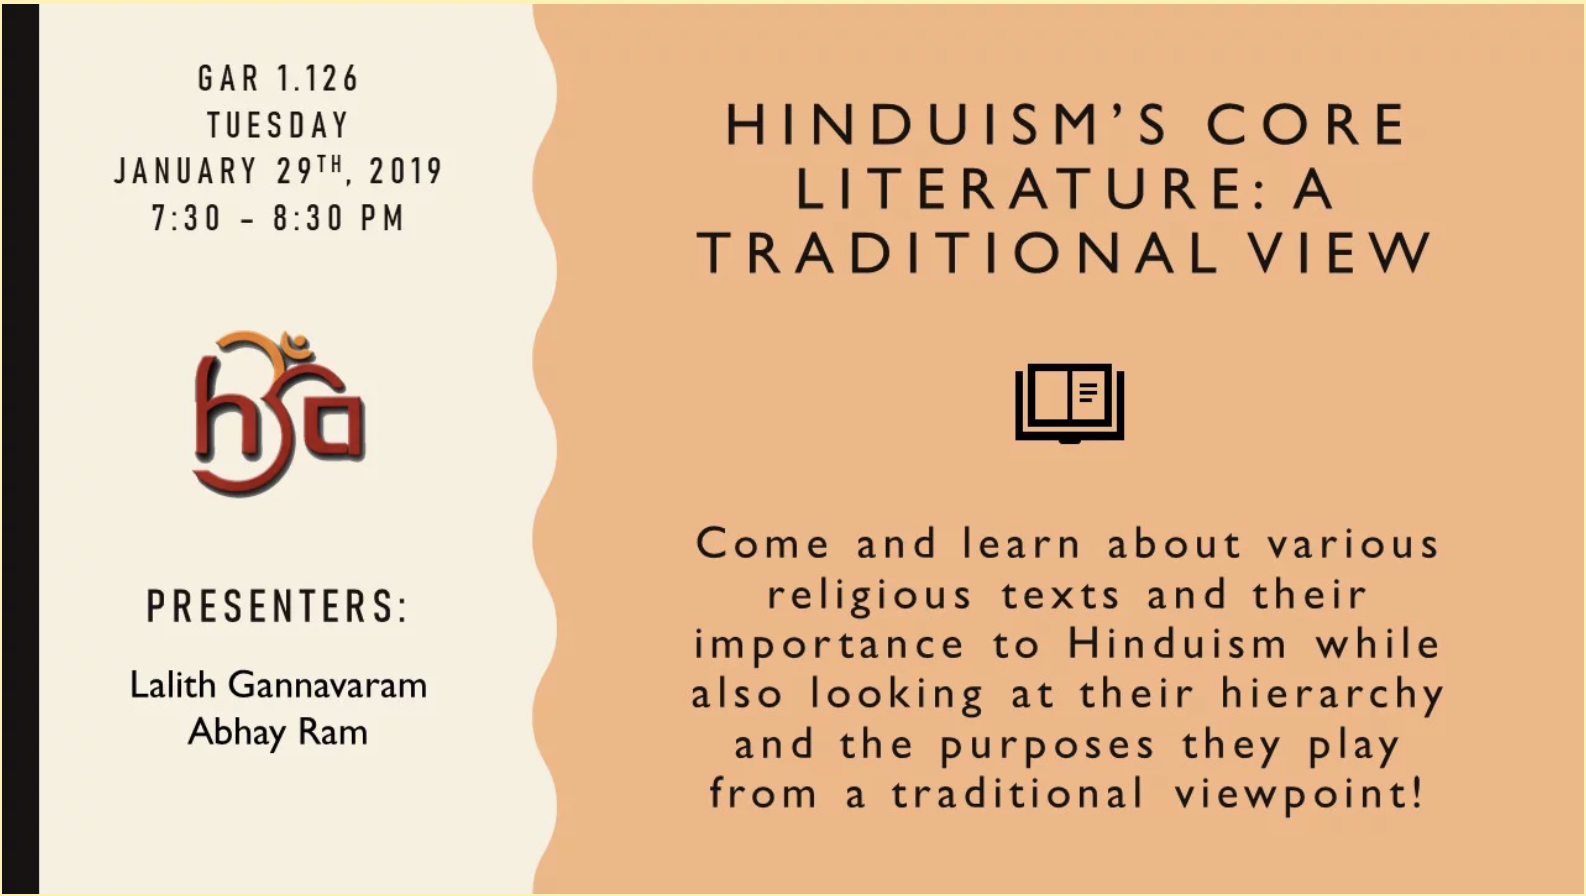 GAR 1.126
TUESDAY
JANUARY 29TH, 2019
7:30 – 8:30 PM
hsa
PRESENTERS:
Lalith Gannavaram
Abhay Ram
HINDUISM’S CORE
LITERATURE: A
TRADITIONAL VIEW
Come and learn about various
religious texts and their
importance to Hinduism while
also looking at their hierarchy
and the purposes they play
from a traditional viewpoint!